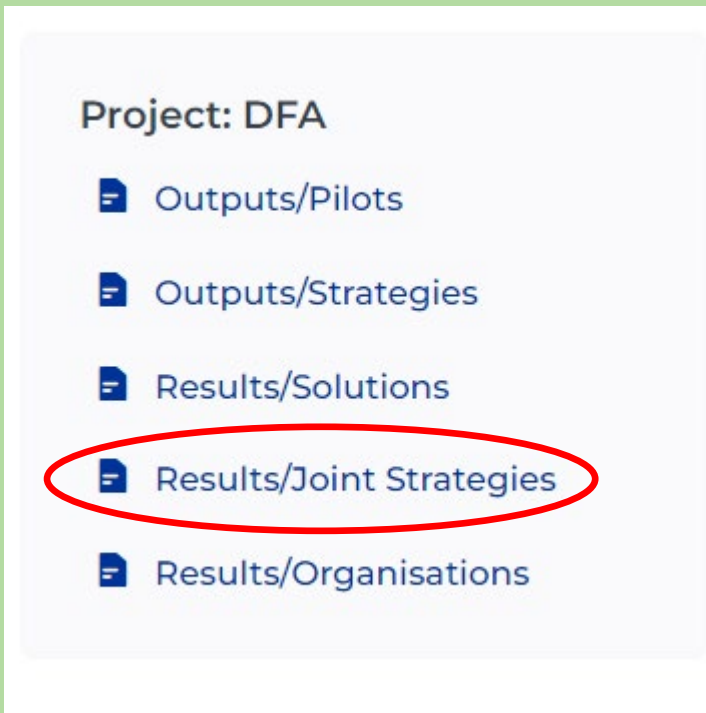 Project: DFA
Outputs/Pilots
Outputs/Strategies
Results/Solutions
Results/Joint Strategies
Results/Organisations